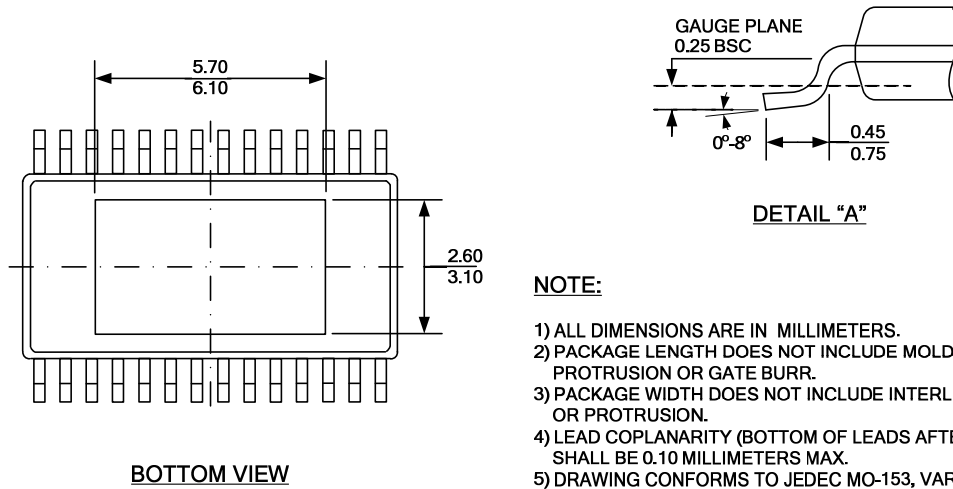 5.70
6.10
2.60
3.10
BOTTOM VIEW
GAUGE PLANE
0.25 BSC
0°-8°
0.45
0.75
DETAIL “A”
NOTE:
1) ALL DIMENSIONS ARE IN MILLIMETERS.
2) PACKAGE LENGTH DOES NOT INCLUDE MOLD
PROTRUSION OR GATE BURR.
3) PACKAGE WIDTH DOES NOT INCLUDE INTERL
OR PROTRUSION.
4) LEAD COPLANARITY (BOTTOM OF LEADS AFTE
SHALL BE 0.10 MILLIMETERS MAX.
5) DRAWING CONFORMS TO JEDEC MO-153, VAR